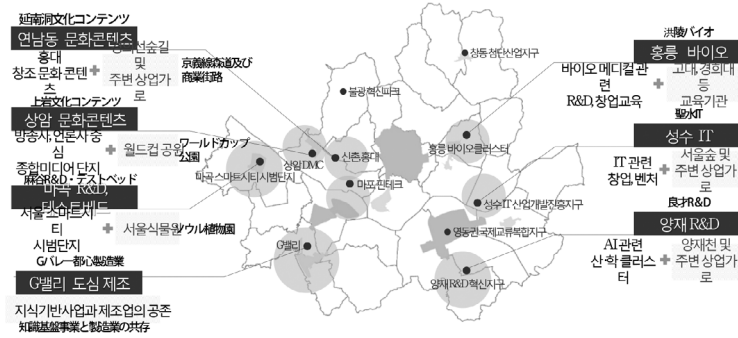 延南洞文化コンテンツ
연남동 문화콘텐츠
홍대
창조 문화 콘텐
츠
선숲길
및
주변 상업가
로
京義線森道及び
商業街路
上岩文化コンテンツ
상암 문화콘텐츠
방송사, 언론사 중
심
종합미디어 단지
월드컵 공원
ワールドカップ
公園
麻谷R&D・テストベッド
마곡 R&D,
테스트베드
서울 스마트시
티
시범단지
서울식물원
ソウル植物園
Gバレー都心製造業
G밸리 도심 제조
지식기반사업과 제조업의 공존
知識基盤事業と製造業の共存
창동 첨단산업지구
불광 혁신파크
홍릉 바이오클러스터
신촌, 홍대
상암 DMC
마곡 스마트시티 시범단지
마포 핀테크
성수 IT 산업개발진흥지구
영동권 국제교류복합지구
G밸리
양재 R&D 혁신지구
洪陵バイオ
홍릉 바이오
바이오 메디컬 관
련
R&D, 창업교육
고대, 경희대
등
교육기관
聖水IT
성수 IT
IT 관련
창업, 벤처
서울숲 및
주변 상업가
로
良才R&D
양재 R&D
AI 관련
산·학 클러스
터
양재천 및
주변 상업가
로